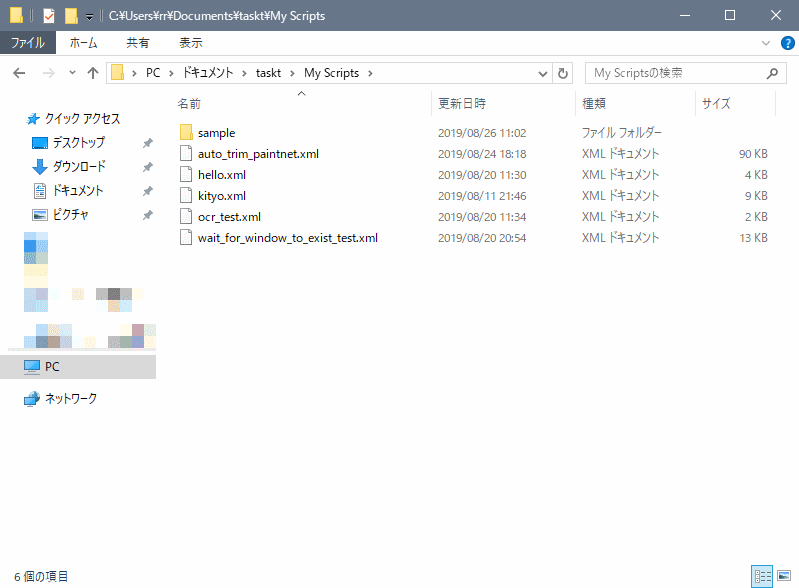 C:¥Users¥rr¥Documents¥taskt¥My Scripts
ファイル ホーム 共有 表示
PC > ドキュメント > taskt > My Scripts >
My Scriptsの検索
名前 更新日時 種類 サイズ
クイック アクセス
デスクトップ
ダウンロード
ドキュメント
ピクチャ
PC
ネットワーク
sample 2019/08/26 11:02 ファイル フォルダー
auto_trim_paintnet.xml 2019/08/24 18:18 XML ドキュメント 90 KB
hello.xml 2019/08/20 11:30 XML ドキュメント 4 KB
kityo.xml 2019/08/11 21:46 XML ドキュメント 9 KB
ocr_test.xml 2019/08/20 11:34 XML ドキュメント 2 KB
wait_for_window_to_exist_test.xml 2019/08/20 20:54 XML ドキュメント 13 KB
6 個の項目